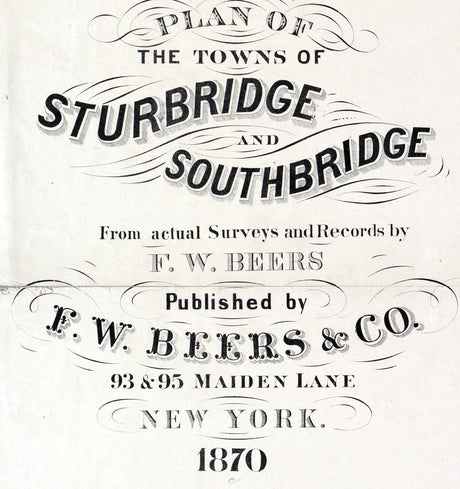 PLAN OF
THE TOWNS OF
STURBRIDGE
AND
SOUTHBRIDGE
From actual Surveys and Records by
F. W. BEERS
Published by
F. W. BEERS & CO.
93 & 95 MAIDEN LANE
NEW YORK.
1870